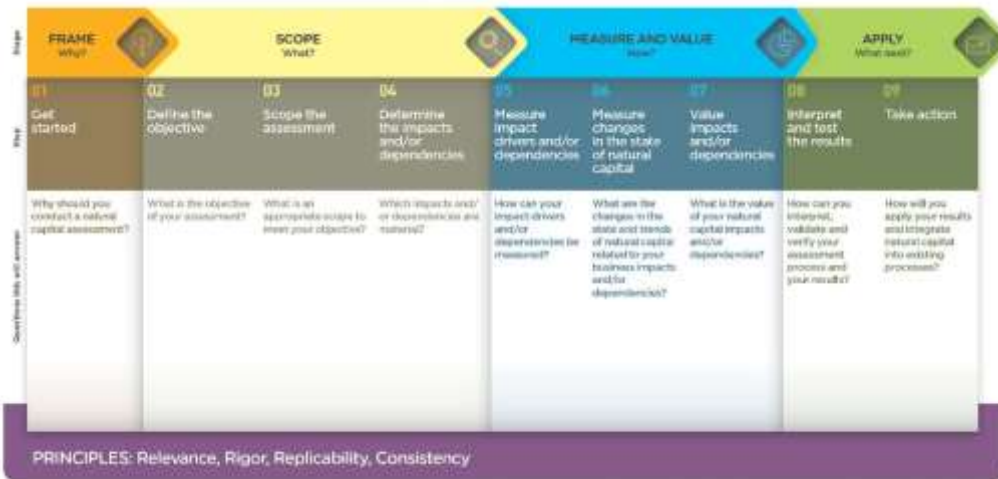 Stage
FRAME
Why?
SCOPE
What?
MEASURE AND VALUE
How?
APPLY
What next?
Step
01
Get
started
02
Define the
objective
03
Scope the
assessment
04
Determine
the impacts
and/or
dependencies
05
Measure
impact
drivers and/or
dependencies
06
Measure
changes
in the state
of natural
capital
07
Value
impacts
and/or
dependencies
08
Interpret
and test
the results
09
Take action
Questions this will answer
Why should you
conduct a natural
capital assessment?
What is the objective
of your assessment?
What is an
appropriate scope to
meet your objective?
Which impacts and/
or dependencies are
material?
How can your
impact drivers
and/or
dependencies be
measured?
What are the
changes in the
state and trends
of natural capital
related to your
business impacts
and/or
dependencies?
What is the value
of your natural
capital impacts
and/or
dependencies?
How can you
interpret,
validate and
verify your
assessment
process and
your results?
How will you
apply your results
and integrate
natural capital
into existing
processes?
PRINCIPLES: Relevance, Rigor, Replicability, Consistency